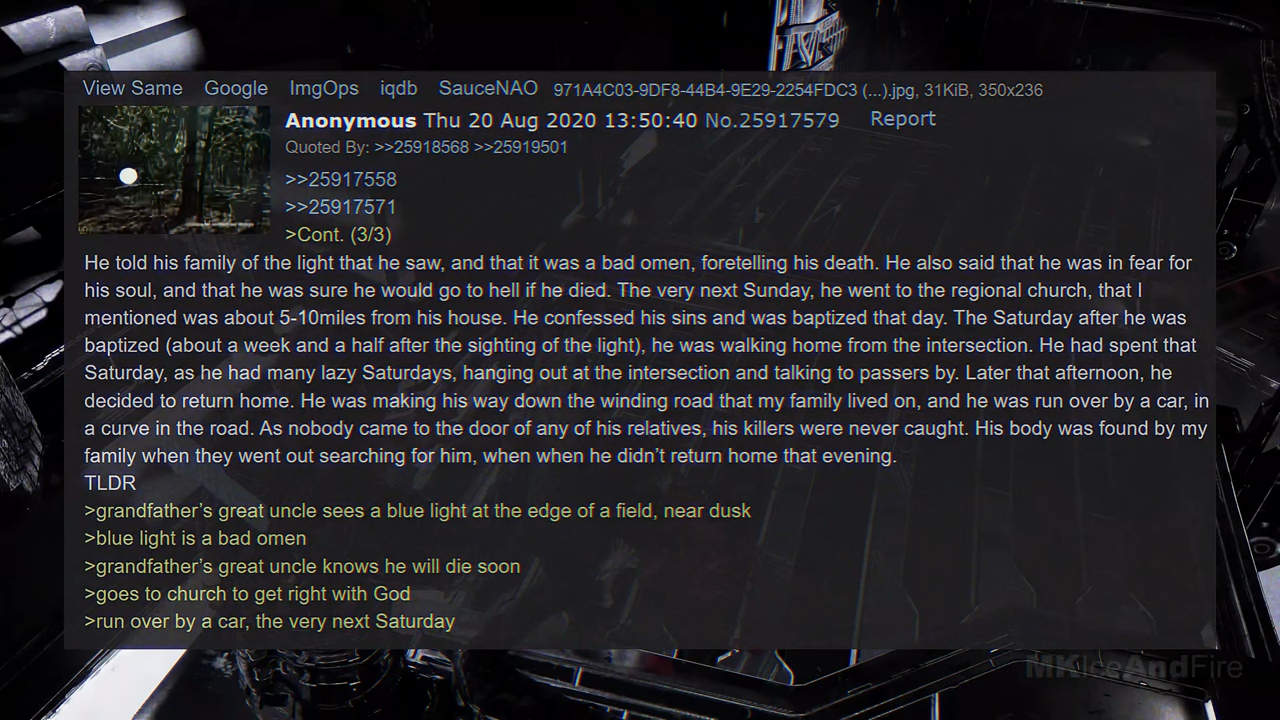 View Same Google ImgOps iqdb SauceNAO 971A4C03-9DF8-44B4-9E29-2254FDC3 (...).jpg, 31KiB, 350x236
Anonymous Thu 20 Aug 2020 13:50:40 No.25917579 Report
Quoted By: >>25918568 >>25919501
>>25917558
>>25917571
>Cont. (3/3)
He told his family of the light that he saw, and that it was a bad omen, foretelling his death. He also said that he was in fear for
his soul, and that he was sure he would go to hell if he died. The very next Sunday, he went to the regional church, that I
mentioned was about 5-10miles from his house. He confessed his sins and was baptized that day. The Saturday after he was
baptized (about a week and a half after the sighting of the light), he was walking home from the intersection. He had spent that
Saturday, as he had many lazy Saturdays, hanging out at the intersection and talking to passers by. Later that afternoon, he
decided to return home. He was making his way down the winding road that my family lived on, and he was run over by a car, in
a curve in the road. As nobody came to the door of any of his relatives, his killers were never caught. His body was found by my
family when they went out searching for him, when when he didn’t return home that evening.
TLDR
>grandfather’s great uncle sees a blue light at the edge of a field, near dusk
>blue light is a bad omen
>grandfather’s great uncle knows he will die soon
>goes to church to get right with God
>run over by a car, the very next Saturday
MKIceAndFire